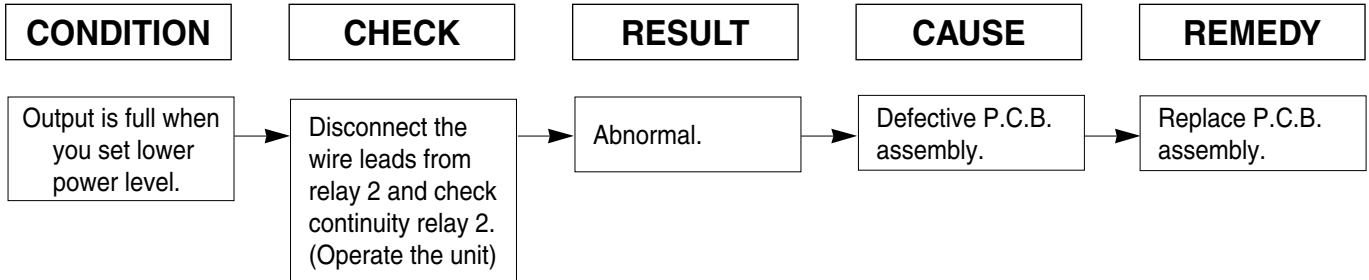 CONDITION
CHECK
RESULT
CAUSE
REMEDY
Output is full when
you set lower
power level.
Disconnect the
wire leads from
relay 2 and check
continuity relay 2.
(Operate the unit)
Abnormal.
Defective P.C.B.
assembly.
Replace P.C.B.
assembly.